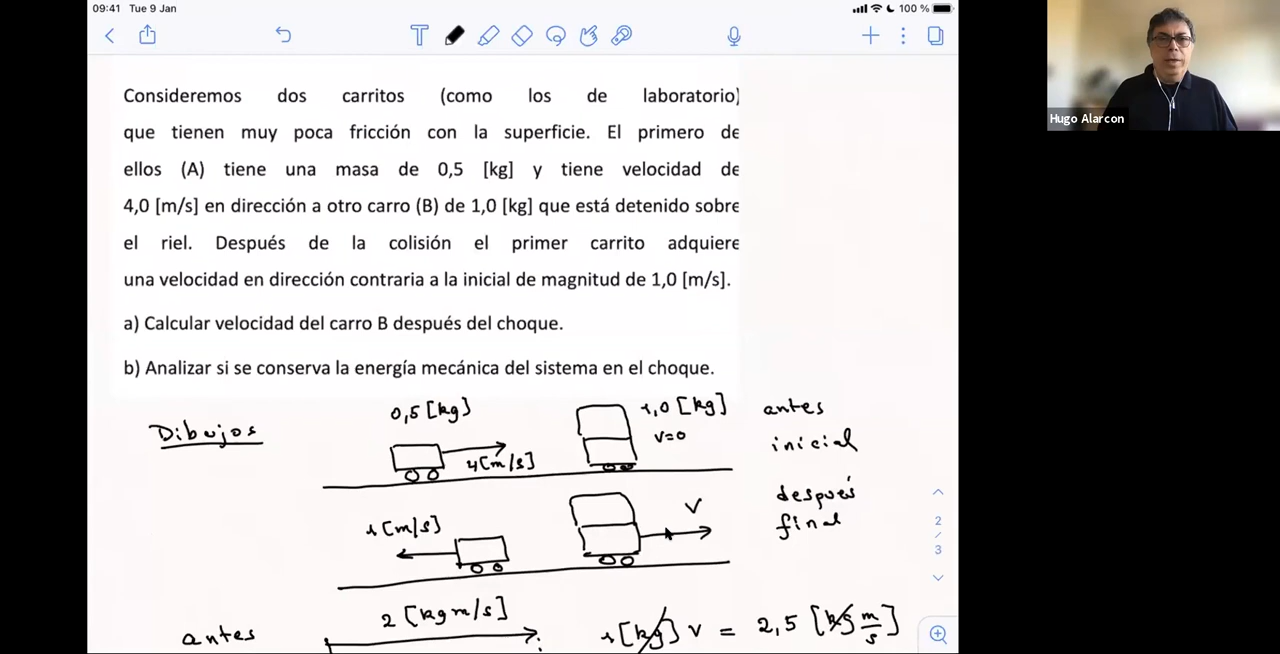 09:41 Tue 9 Jan
100 %
Hugo Alarcon
Consideremos dos carritos (como los de laboratorio)
que tienen muy poca fricción con la superficie. El primero de
ellos (A) tiene una masa de 0,5 [kg] y tiene velocidad de
4,0 [m/s] en dirección a otro carro (B) de 1,0 [kg] que está detenido sobre
el riel. Después de la colisión el primer carrito adquiere
una velocidad en dirección contraria a la inicial de magnitud de 1,0 [m/s].
a) Calcular velocidad del carro B después del choque.
b) Analizar si se conserva la energía mecánica del sistema en el choque.
Dibujos
0,5 [kg]
4 [m/s]
1,0 [kg]
v=0
antes
inicial
1 [m/s]
v
después
final
2
/
3
antes
2 [kg m/s]
1 [kg] v = 2,5 [kg m/s]